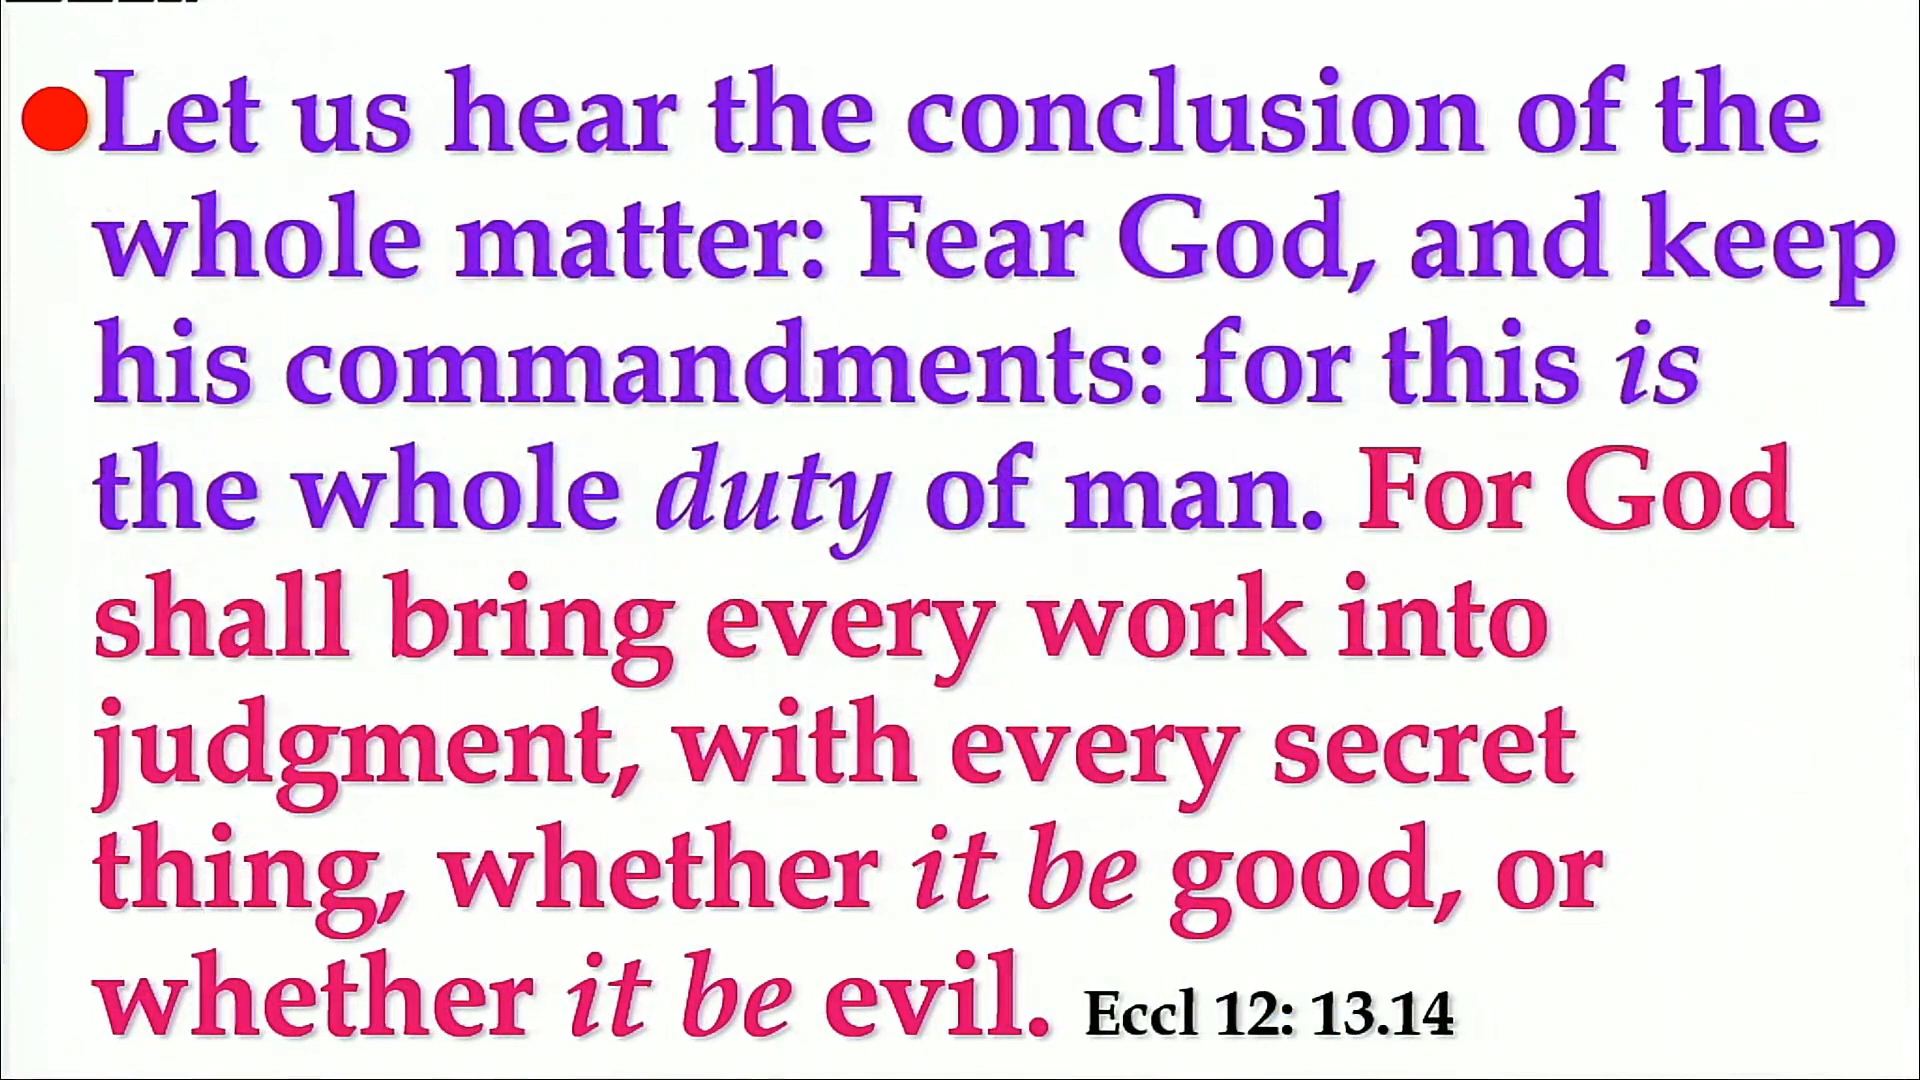 Let us hear the conclusion of the
whole matter: Fear God, and keep
his commandments: for this is
the whole duty of man. For God
shall bring every work into
judgment, with every secret
thing, whether it be good, or
whether it be evil. Eccl 12: 13.14